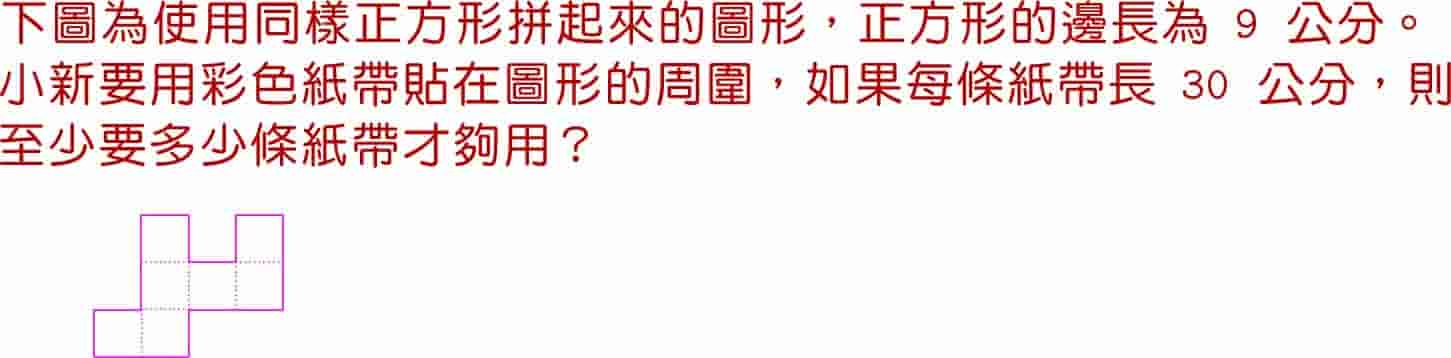 下圖為使用同樣正方形拼起來的圖形，正方形的邊長為 9 公分。
小新要用彩色紙帶貼在圖形的周圍，如果每條紙帶長 30 公分，則
至少要多少條紙帶才夠用？